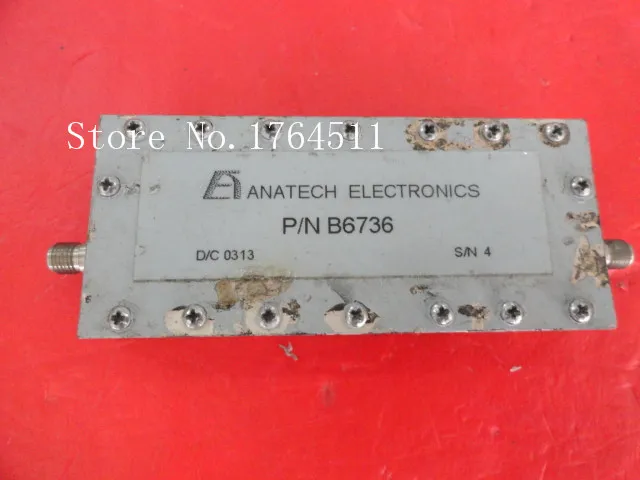 Store No. 1764511
ANATECH ELECTRONICS
P/N B6736
D/C 0313 S/N 4